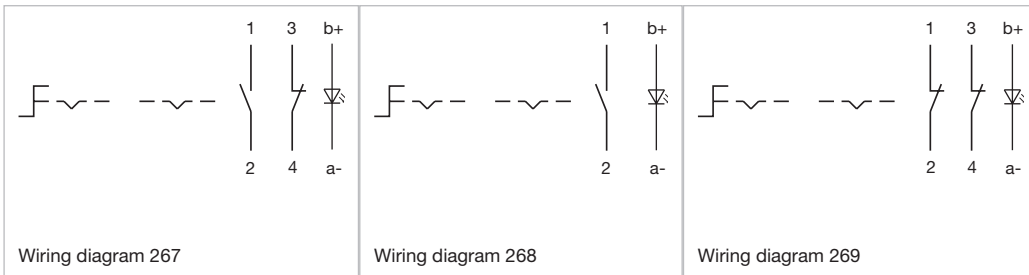 1 3 b+
2 4 a-
Wiring diagram 267
1 b+
2 a-
Wiring diagram 268
1 3 b+
2 4 a-
Wiring diagram 269